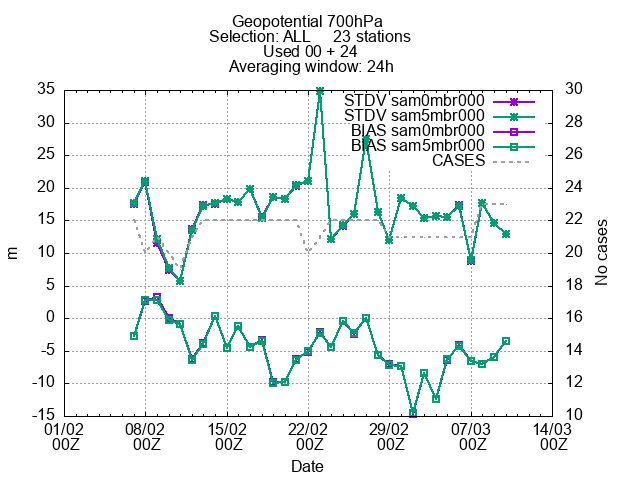 Geopotential 700hPa
Selection: ALL 23 stations
Used 00 + 24
Averaging window: 24h
STDV sam0mbr000
STDV sam5mbr000
BIAS sam0mbr000
BIAS sam5mbr000
CASES
35
30
25
20
15
10
5
0
-5
-10
-15
m
30
28
26
24
22
20
18
16
14
12
10
No cases
01/02 08/02 15/02 22/02 29/02 07/03 14/03
00Z 00Z 00Z 00Z 00Z 00Z 00Z
Date